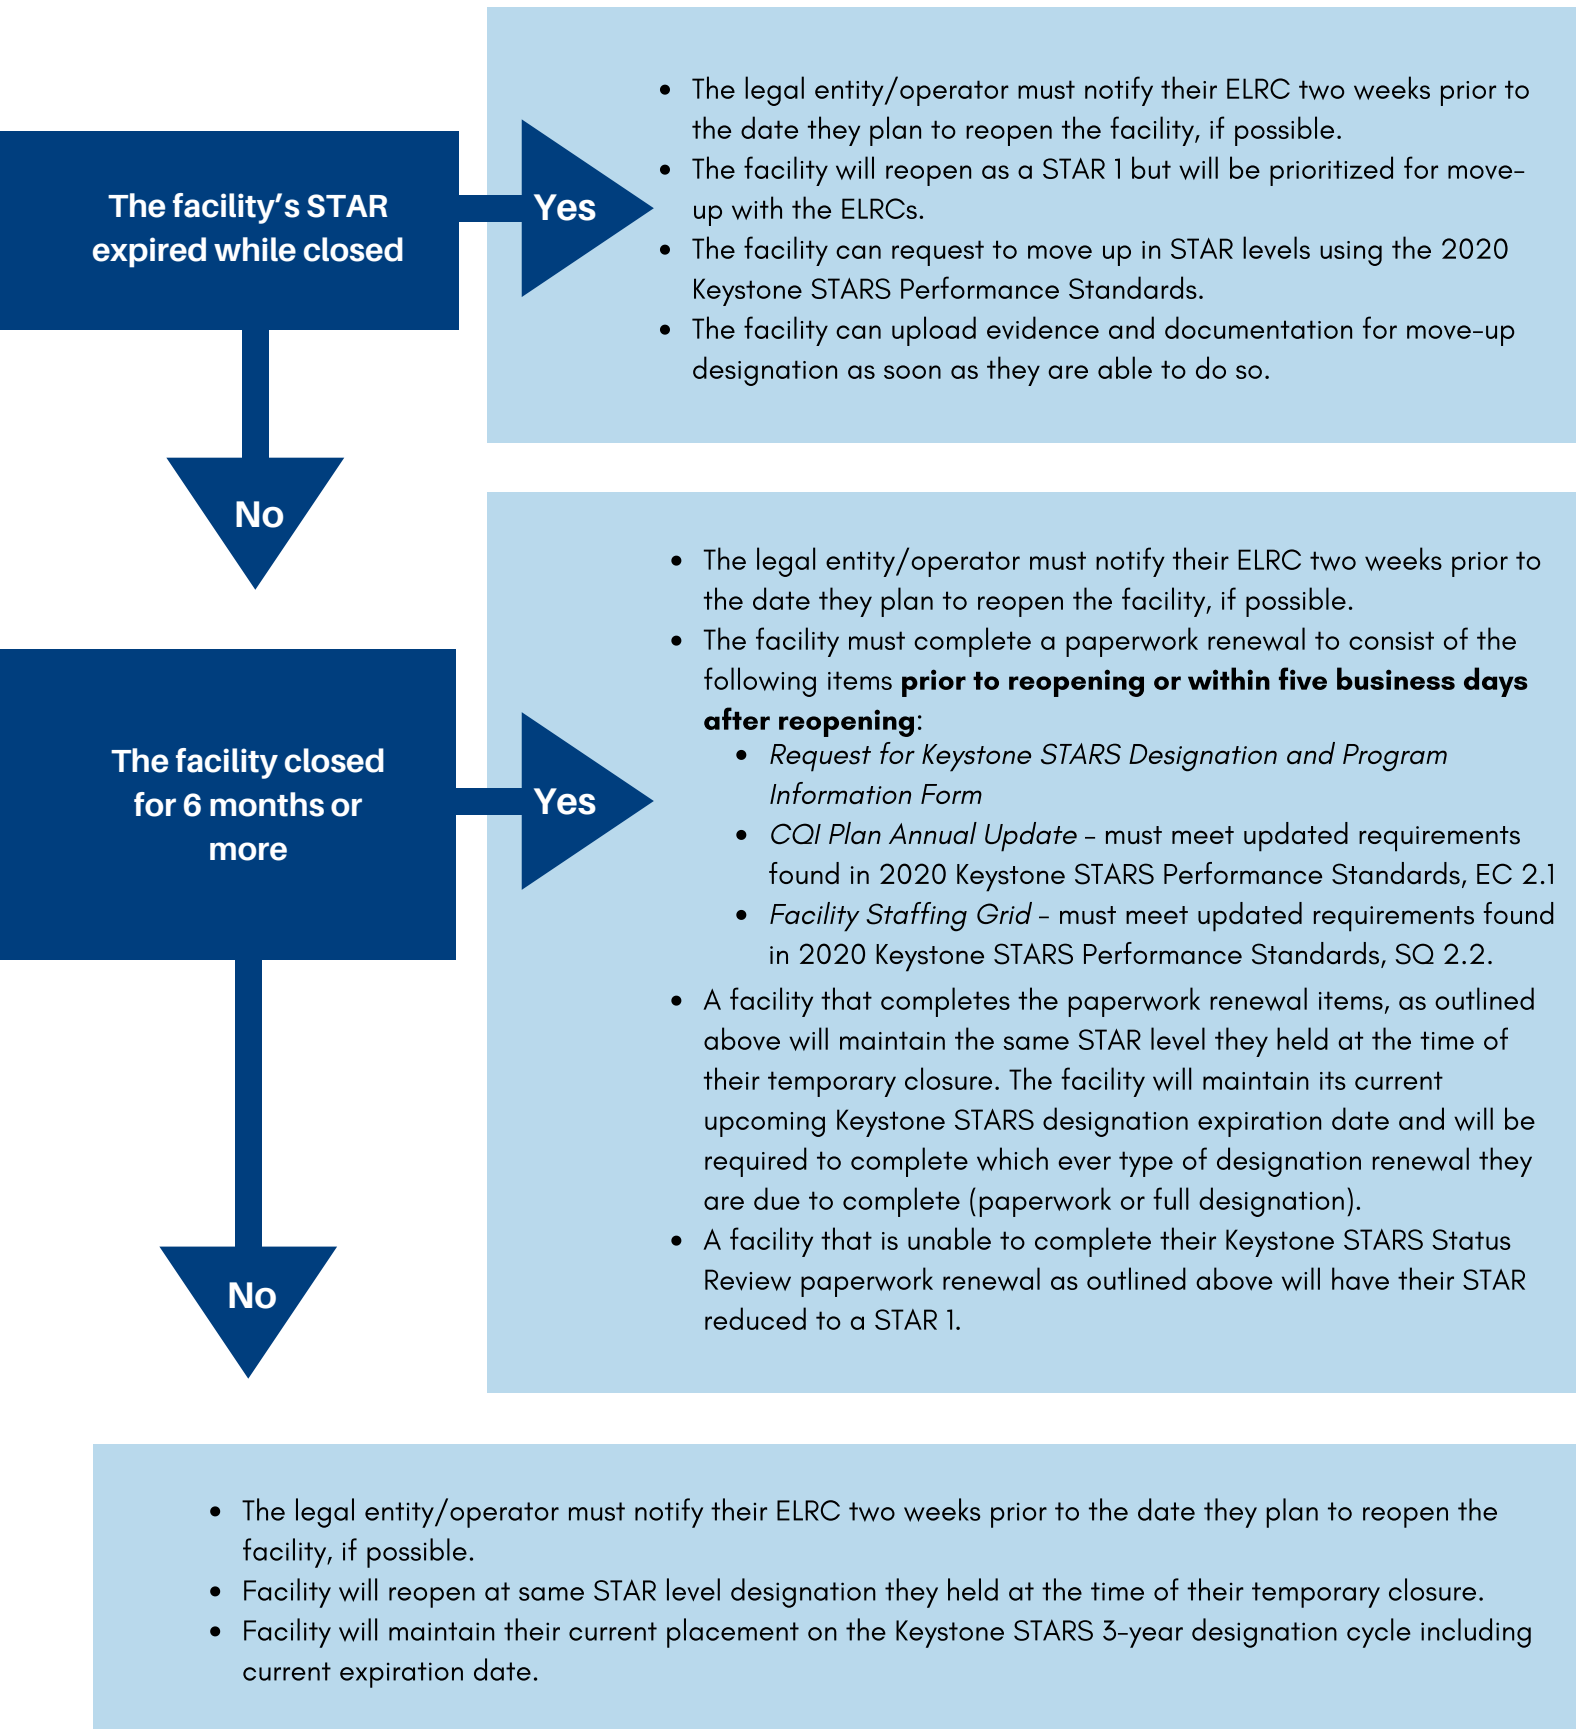 The facility's STAR
expired while closed
Yes
• The legal entity/operator must notify their ELRC two weeks prior to
the date they plan to reopen the facility, if possible.
• The facility will reopen as a STAR 1 but will be prioritized for move-
up with the ELRCs.
• The facility can request to move up in STAR levels using the 2020
Keystone STARS Performance Standards.
• The facility can upload evidence and documentation for move-up
designation as soon as they are able to do so.
No
The facility closed
for 6 months or
more
Yes
• The legal entity/operator must notify their ELRC two weeks prior to
the date they plan to reopen the facility, if possible.
• The facility must complete a paperwork renewal to consist of the
following items prior to reopening or within five business days
after reopening:
• Request for Keystone STARS Designation and Program
Information Form
• CQI Plan Annual Update - must meet updated requirements
found in 2020 Keystone STARS Performance Standards, EC 2.1
• Facility Staffing Grid - must meet updated requirements found
in 2020 Keystone STARS Performance Standards, SQ 2.2.
• A facility that completes the paperwork renewal items, as outlined
above will maintain the same STAR level they held at the time of
their temporary closure. The facility will maintain its current
upcoming Keystone STARS designation expiration date and will be
required to complete which ever type of designation renewal they
are due to complete (paperwork or full designation).
• A facility that is unable to complete their Keystone STARS Status
Review paperwork renewal as outlined above will have their STAR
reduced to a STAR 1.
No
• The legal entity/operator must notify their ELRC two weeks prior to the date they plan to reopen the
facility, if possible.
• Facility will reopen at same STAR level designation they held at the time of their temporary closure.
• Facility will maintain their current placement on the Keystone STARS 3-year designation cycle including
current expiration date.